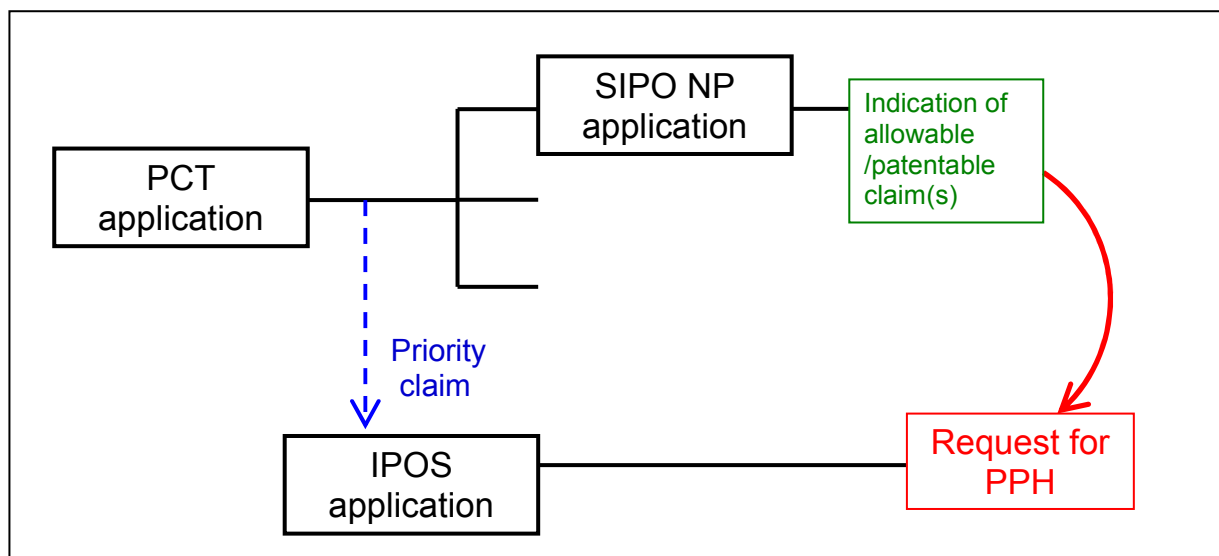 SIPO NP
application
Indication of
allowable
/patentable
claim(s)
PCT
application
Priority
claim
IPOS
application
Request for
PPH